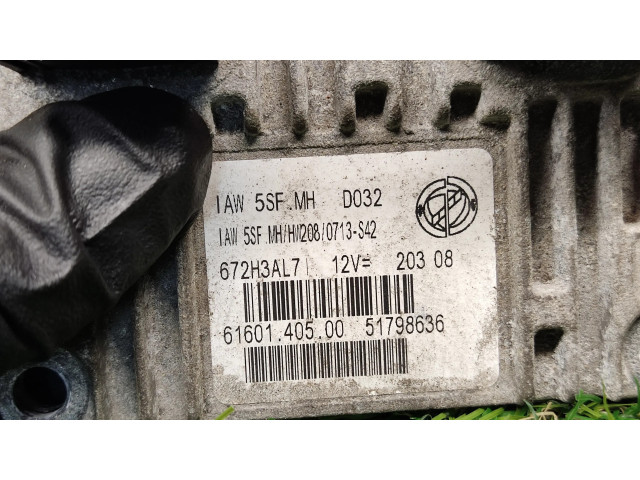 IAW 5SF.MH D032
IAW 5SF MH/HW208/0713-S42
672H3AL7 12V= 203 08
61601.405.00 51798636